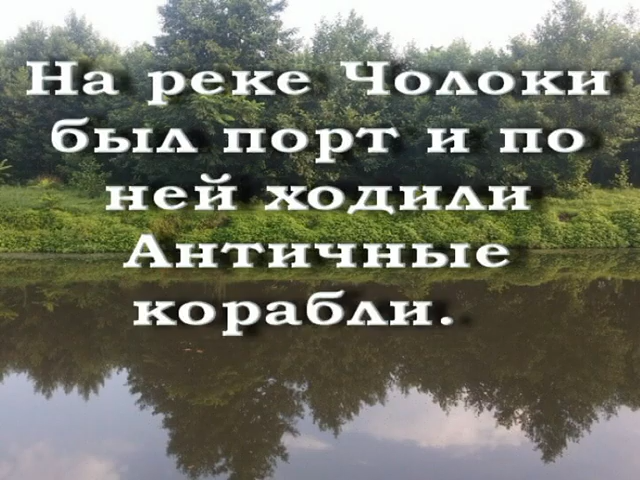 На реке Чолоки
был порт и по
ней ходили
Античные
корабли.